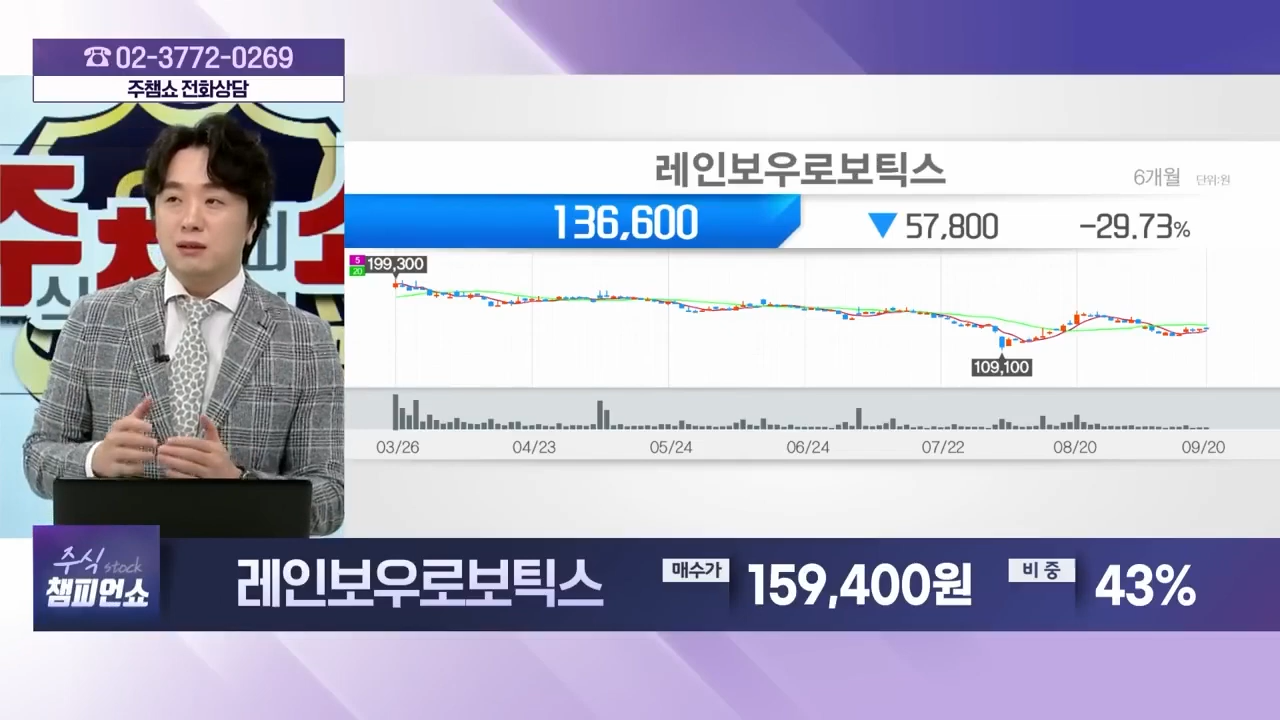 ☎02-3772-0269
주챔쇼 전화상담
레인보우로보틱스
6개월 단위:원
136,600 ▼57,800 -29.73%
5
20
199,300
109,100
03/26 04/23 05/24 06/24 07/22 08/20 09/20
주식 stock
챔피언쇼
레인보우로보틱스 매수가 159,400원 비중 43%